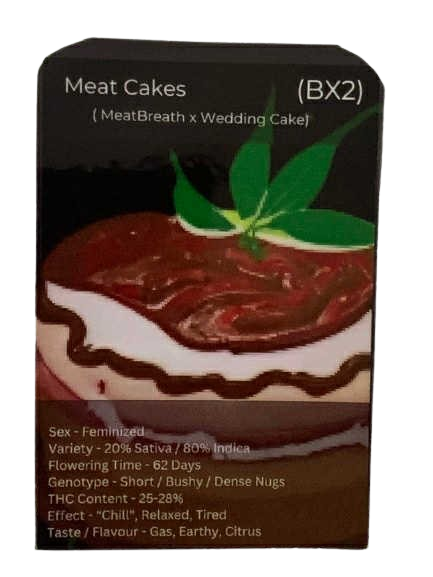 Meat Cakes (BX2)
( MeatBreath x Wedding Cake)
Sex - Feminized
Variety - 20% Sativa / 80% Indica
Flowering Time - 62 Days
Genotype - Short / Bushy / Dense Nugs
THC Content - 25-28%
Effect - "Chill", Relaxed, Tired
Taste / Flavour - Gas, Earthy, Citrus